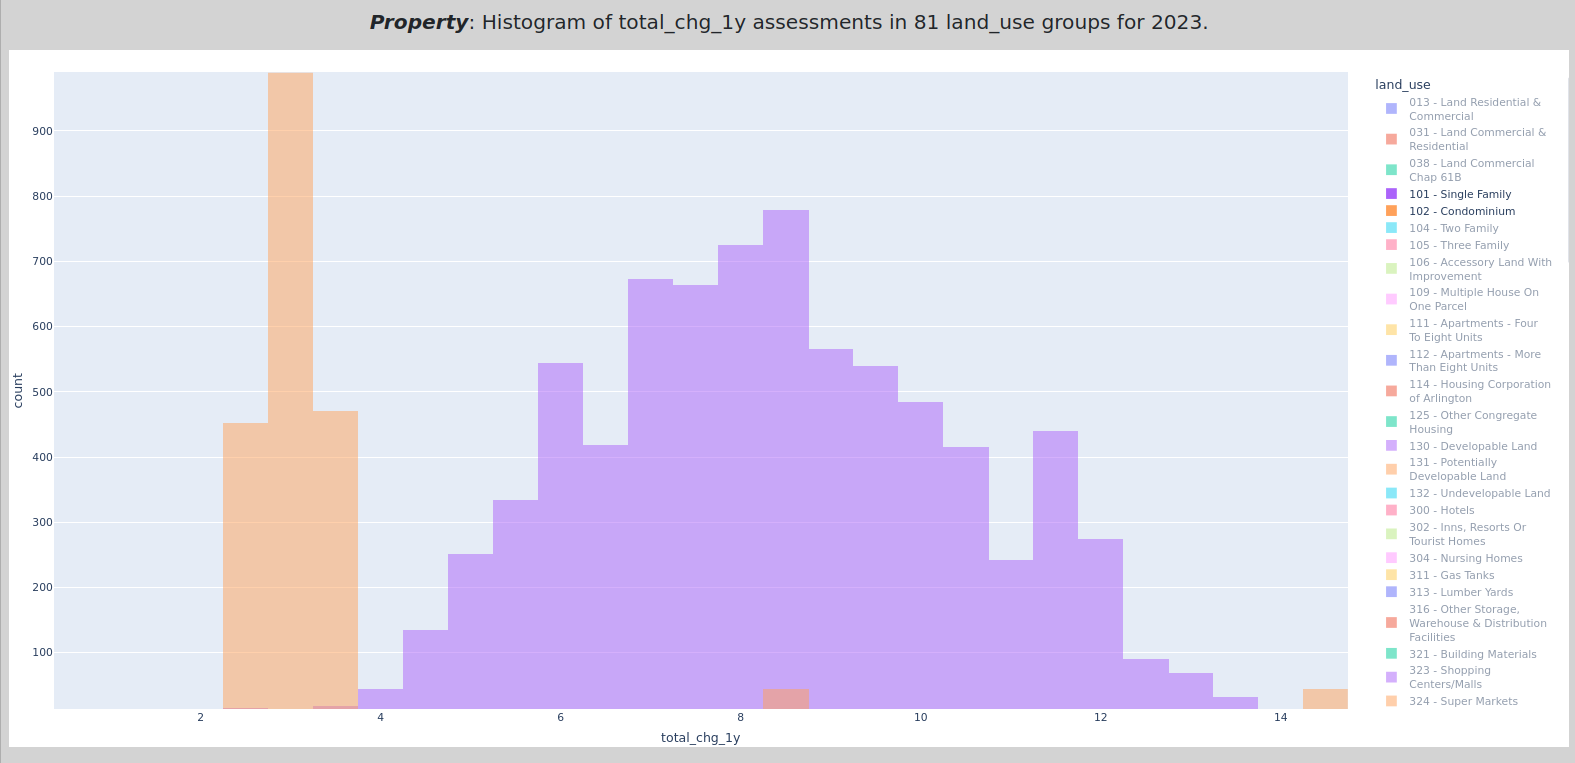 Property: Histogram of total_chg_1y assessments in 81 land_use groups for 2023.
900
800
700
600
500
400
300
200
100
count
2
4
6
8
10
12
14
total_chg_1y
land_use
013 - Land Residential &
Commercial
031 - Land Commercial &
Residential
038 - Land Commercial
Chap 61B
101 - Single Family
102 - Condominium
104 - Two Family
105 - Three Family
106 - Accessory Land With
Improvement
109 - Multiple House On
One Parcel
111 - Apartments - Four
To Eight Units
112 - Apartments - More
Than Eight Units
114 - Housing Corporation
of Arlington
125 - Other Congregate
Housing
130 - Developable Land
131 - Potentially
Developable Land
132 - Undevelopable Land
300 - Hotels
302 - Inns, Resorts Or
Tourist Homes
304 - Nursing Homes
311 - Gas Tanks
313 - Lumber Yards
316 - Other Storage,
Warehouse & Distribution
Facilities
321 - Building Materials
323 - Shopping
Centers/Malls
324 - Super Markets